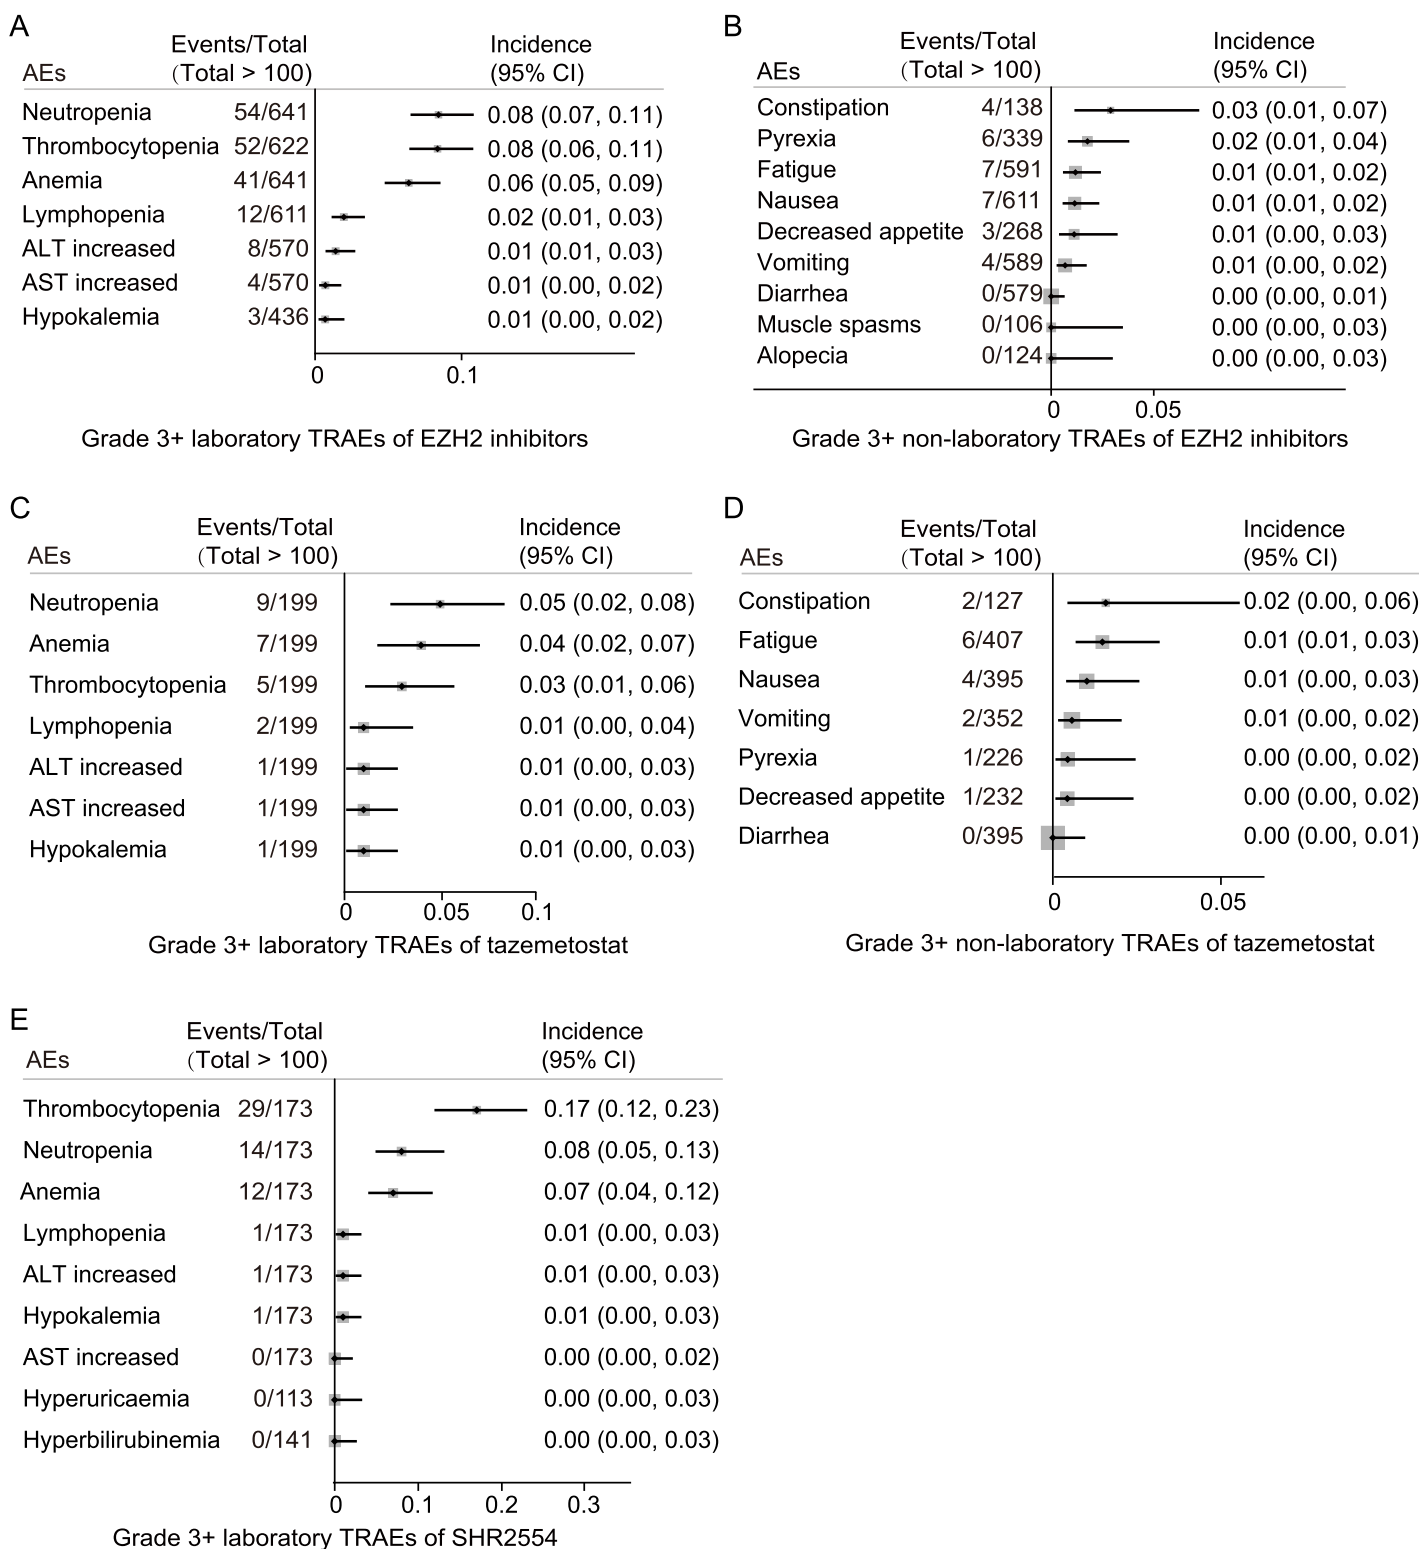 A
Events/Total Incidence
AEs (Total > 100) (95% CI)
Neutropenia 54/641 0.08 (0.07, 0.11)
Thrombocytopenia 52/622 0.08 (0.06, 0.11)
Anemia 41/641 0.06 (0.05, 0.09)
Lymphopenia 12/611 0.02 (0.01, 0.03)
ALT increased 8/570 0.01 (0.01, 0.03)
AST increased 4/570 0.01 (0.00, 0.02)
Hypokalemia 3/436 0.01 (0.00, 0.02)
0 0.1
Grade 3+ laboratory TRAEs of EZH2 inhibitors
B
Events/Total Incidence
AEs (Total > 100) (95% CI)
Constipation 4/138 0.03 (0.01, 0.07)
Pyrexia 6/339 0.02 (0.01, 0.04)
Fatigue 7/591 0.01 (0.01, 0.02)
Nausea 7/611 0.01 (0.01, 0.02)
Decreased appetite 3/268 0.01 (0.00, 0.03)
Vomiting 4/589 0.01 (0.00, 0.02)
Diarrhea 0/579 0.00 (0.00, 0.01)
Muscle spasms 0/106 0.00 (0.00, 0.03)
Alopecia 0/124 0.00 (0.00, 0.03)
0 0.05
Grade 3+ non-laboratory TRAEs of EZH2 inhibitors
C
Events/Total Incidence
AEs (Total > 100) (95% CI)
Neutropenia 9/199 0.05 (0.02, 0.08)
Anemia 7/199 0.04 (0.02, 0.07)
Thrombocytopenia 5/199 0.03 (0.01, 0.06)
Lymphopenia 2/199 0.01 (0.00, 0.04)
ALT increased 1/199 0.01 (0.00, 0.03)
AST increased 1/199 0.01 (0.00, 0.03)
Hypokalemia 1/199 0.01 (0.00, 0.03)
0 0.05 0.1
Grade 3+ laboratory TRAEs of tazemetostat
D
Events/Total Incidence
AEs (Total > 100) (95% CI)
Constipation 2/127 0.02 (0.00, 0.06)
Fatigue 6/407 0.01 (0.01, 0.03)
Nausea 4/395 0.01 (0.00, 0.03)
Vomiting 2/352 0.01 (0.00, 0.02)
Pyrexia 1/226 0.00 (0.00, 0.02)
Decreased appetite 1/232 0.00 (0.00, 0.02)
Diarrhea 0/395 0.00 (0.00, 0.01)
0 0.05
Grade 3+ non-laboratory TRAEs of tazemetostat
E
Events/Total Incidence
AEs (Total > 100) (95% CI)
Thrombocytopenia 29/173 0.17 (0.12, 0.23)
Neutropenia 14/173 0.08 (0.05, 0.13)
Anemia 12/173 0.07 (0.04, 0.12)
Lymphopenia 1/173 0.01 (0.00, 0.03)
ALT increased 1/173 0.01 (0.00, 0.03)
Hypokalemia 1/173 0.01 (0.00, 0.03)
AST increased 0/173 0.00 (0.00, 0.02)
Hyperuricaemia 0/113 0.00 (0.00, 0.03)
Hyperbilirubinemia 0/141 0.00 (0.00, 0.03)
0 0.1 0.2 0.3
Grade 3+ laboratory TRAEs of SHR2554